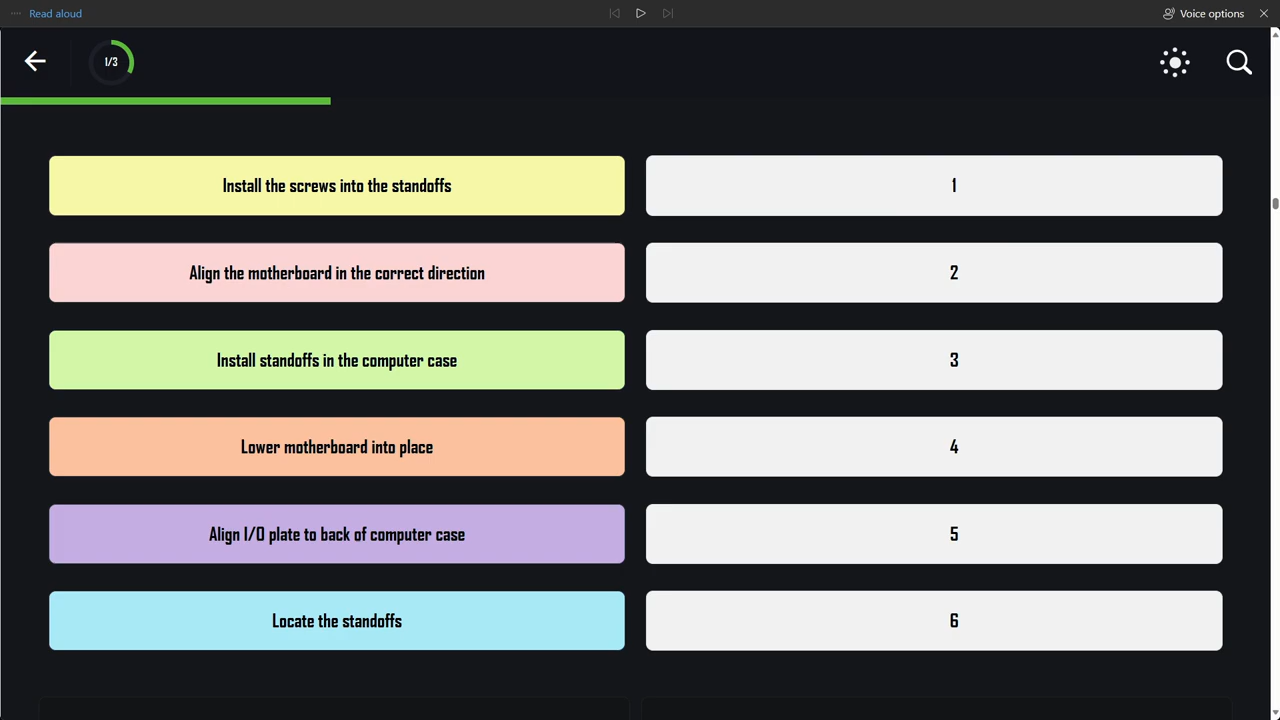 Read aloud
Voice options
1/3
Install the screws into the standoffs
1
Align the motherboard in the correct direction
2
Install standoffs in the computer case
3
Lower motherboard into place
4
Align I/O plate to back of computer case
5
Locate the standoffs
6